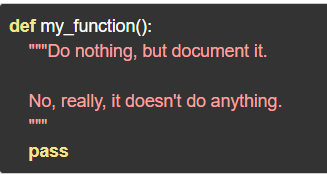 def my_function():
    """Do nothing, but document it.

    No, really, it doesn't do anything.
    """
    pass